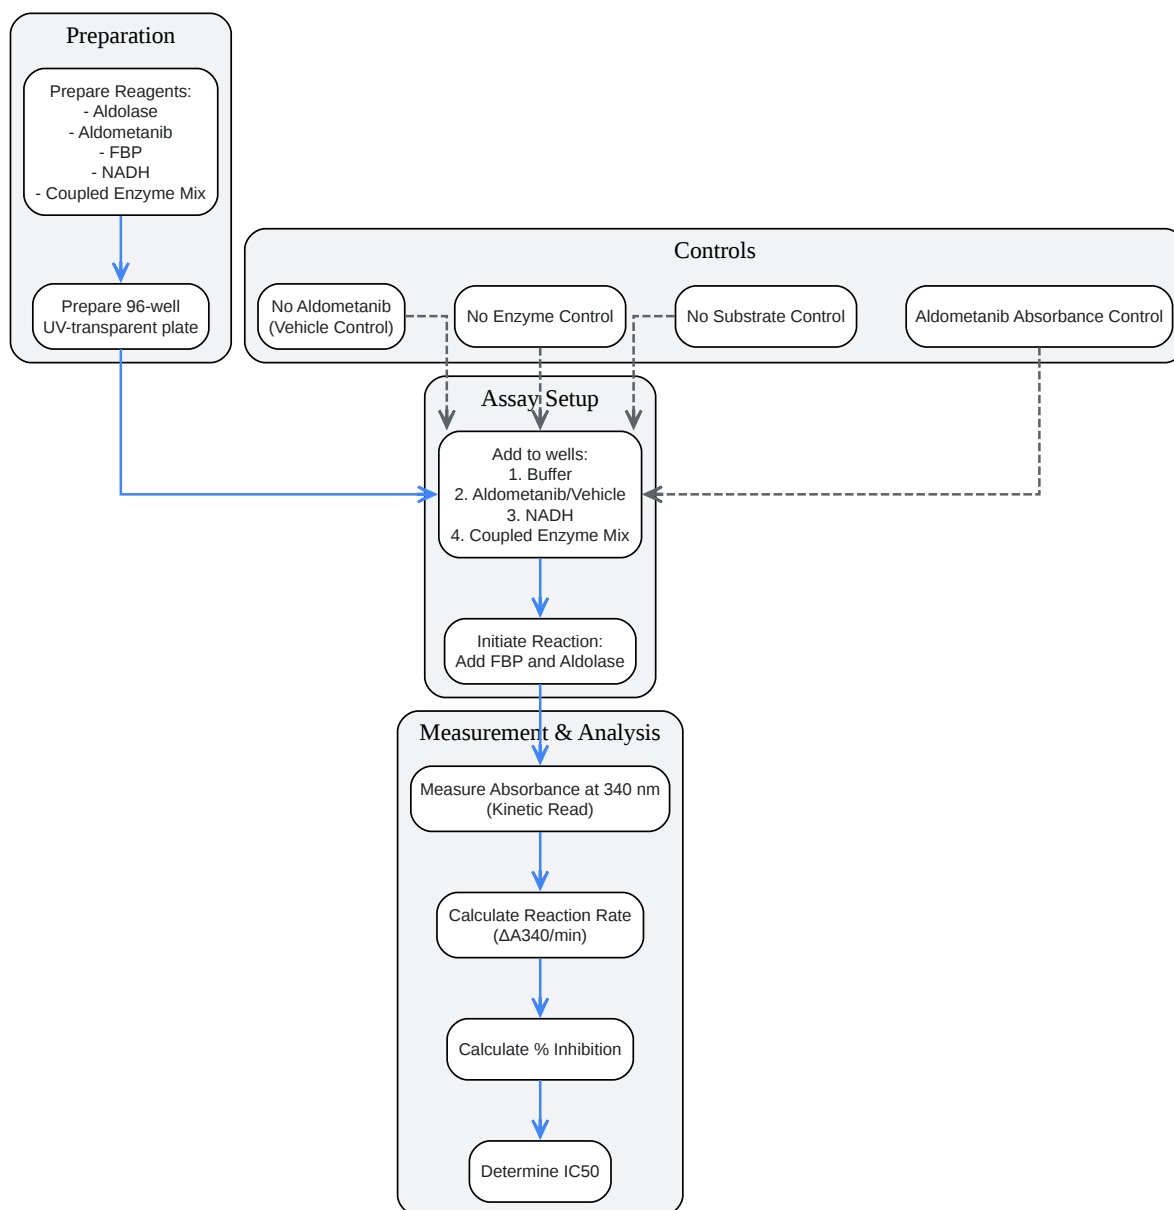 Preparation
Prepare Reagents:
- Aldolase
- Aldometanib
- FBP
- NADH
- Coupled Enzyme Mix
Prepare 96-well
UV-transparent plate
Controls
No Aldometanib
(Vehicle Control)
No Enzyme Control
No Substrate Control
Aldometanib Absorbance Control
Assay Setup
Add to wells:
1. Buffer
2. Aldometanib/Vehicle
3. NADH
4. Coupled Enzyme Mix
Initiate Reaction:
Add FBP and Aldolase
Measurement & Analysis
Measure Absorbance at 340 nm
(Kinetic Read)
Calculate Reaction Rate
(ΔA340/min)
Calculate % Inhibition
Determine IC50